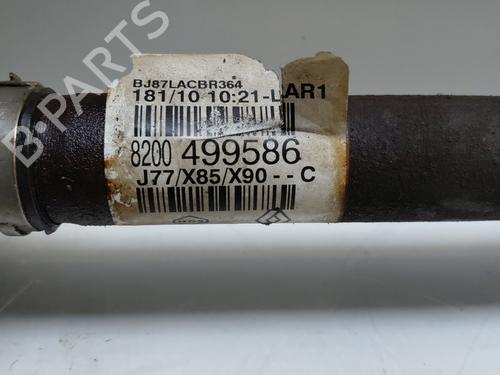 B-PARTS
BJ87LACBR364
181/10 10:21-LAR1
8200 499586
J77/X85/X90 - - C